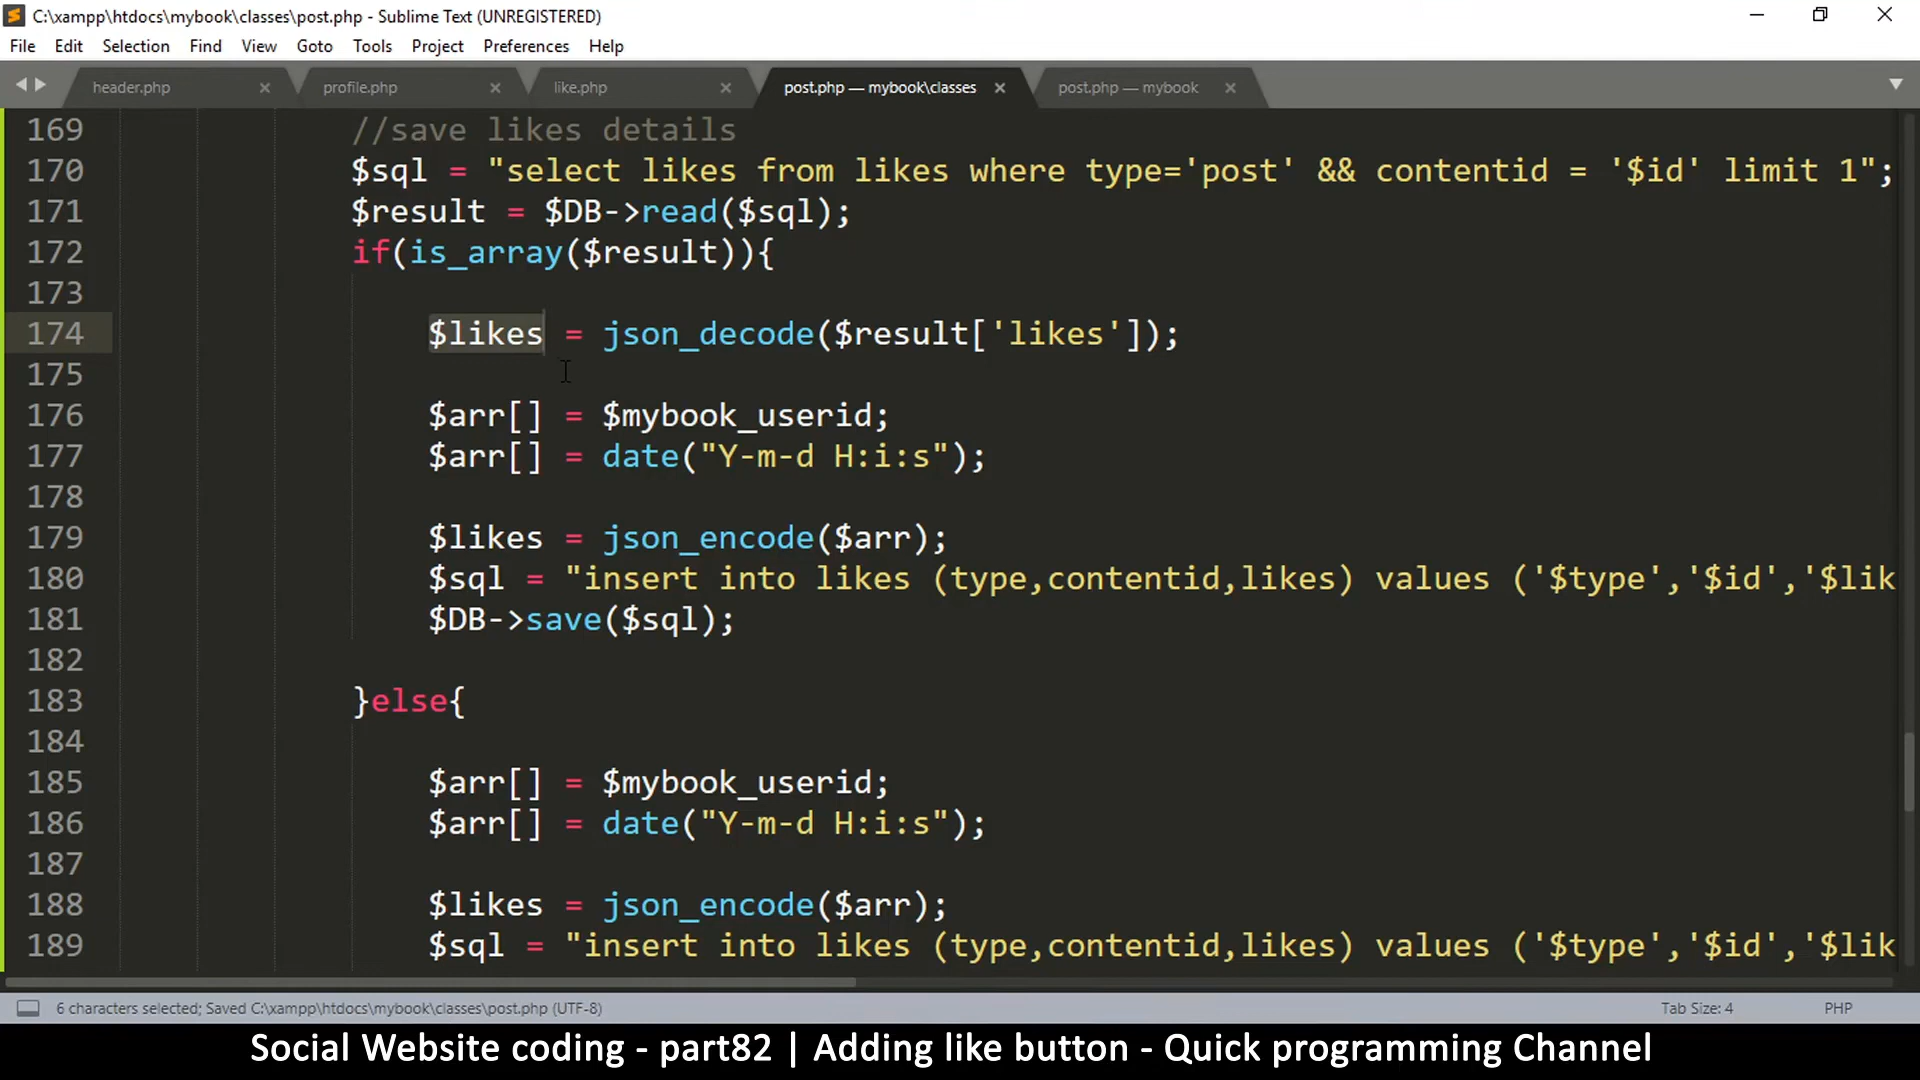 C:\xampp\htdocs\mybook\classes\post.php - Sublime Text (UNREGISTERED)
File Edit Selection Find View Goto Tools Project Preferences Help
header.php × profile.php × like.php × post.php — mybook\classes × post.php — mybook ×
169 //save likes details
170 $sql = "select likes from likes where type='post' && contentid = '$id' limit 1";
171 $result = $DB->read($sql);
172 if(is_array($result)){
173
174 $likes = json_decode($result['likes']);
175
176 $arr[] = $mybook_userid;
177 $arr[] = date("Y-m-d H:i:s");
178
179 $likes = json_encode($arr);
180 $sql = "insert into likes (type,contentid,likes) values ('$type','$id','$lik
181 $DB->save($sql);
182
183 }else{
184
185 $arr[] = $mybook_userid;
186 $arr[] = date("Y-m-d H:i:s");
187
188 $likes = json_encode($arr);
189 $sql = "insert into likes (type,contentid,likes) values ('$type','$id','$lik
6 characters selected; Saved C:\xampp\htdocs\mybook\classes\post.php (UTF-8) Tab Size: 4 PHP
Social Website coding - part82 | Adding like button - Quick programming Channel